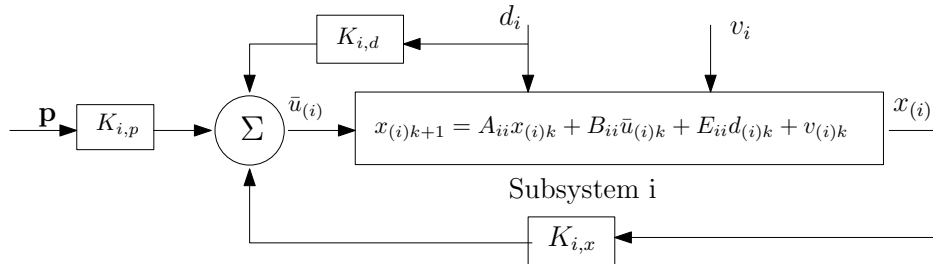 d_i
v_i
K_{i,d}
p
K_{i,p}
Σ
ū_{(i)}
x_{(i)k+1} = A_{ii}x_{(i)k} + B_{ii}ū_{(i)k} + E_{ii}d_{(i)k} + v_{(i)k}
x_{(i)}
Subsystem i
K_{i,x}